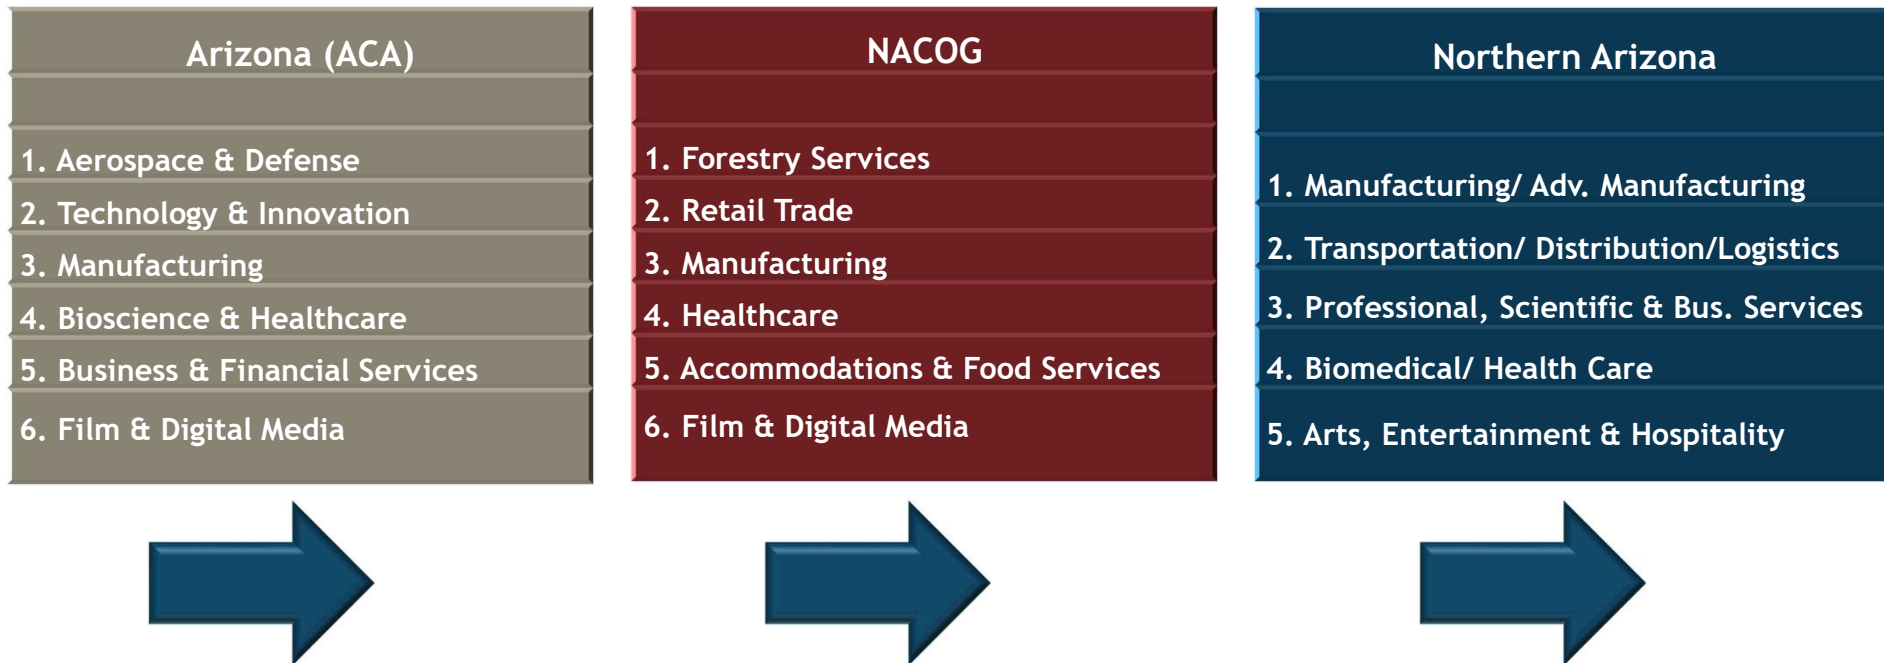 Arizona (ACA)
1. Aerospace & Defense
2. Technology & Innovation
3. Manufacturing
4. Bioscience & Healthcare
5. Business & Financial Services
6. Film & Digital Media
NACOG
1. Forestry Services
2. Retail Trade
3. Manufacturing
4. Healthcare
5. Accommodations & Food Services
6. Film & Digital Media
Northern Arizona
1. Manufacturing/ Adv. Manufacturing
2. Transportation/ Distribution/Logistics
3. Professional, Scientific & Bus. Services
4. Biomedical/ Health Care
5. Arts, Entertainment & Hospitality